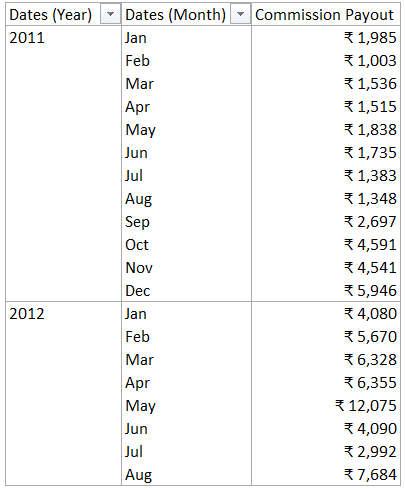 Dates (Year) Dates (Month) Commission Payout
2011 Jan ₹ 1,985
Feb ₹ 1,003
Mar ₹ 1,536
Apr ₹ 1,515
May ₹ 1,838
Jun ₹ 1,735
Jul ₹ 1,383
Aug ₹ 1,348
Sep ₹ 2,697
Oct ₹ 4,591
Nov ₹ 4,541
Dec ₹ 5,946
2012 Jan ₹ 4,080
Feb ₹ 5,670
Mar ₹ 6,328
Apr ₹ 6,355
May ₹ 12,075
Jun ₹ 4,090
Jul ₹ 2,992
Aug ₹ 7,684